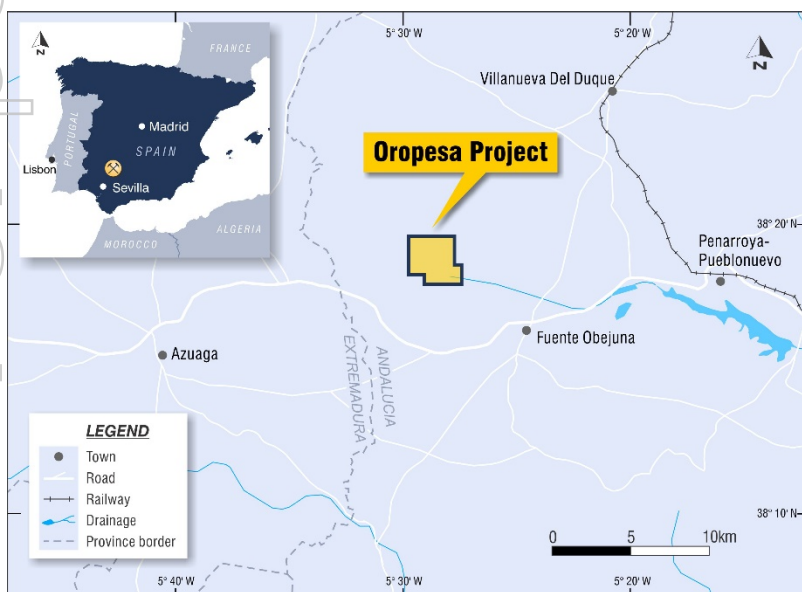 5° 30'
5° 20'
N
FRANCE
N
Villanueva Del Duque
Madrid
PORTUGAL
SPAIN
Oropesa Project
Lisbon
Sevilla
ALGERIA
38° 20'N
MOROCCO
Penarroya-
Pueblonuevo
Fuente Obejuna
Azuaga
ANDALUCIA
EXTREMADURA
LEGEND
Town
Road
Railway
Drainage
Province border
38° 10'N
0 5 10km
5° 40' W
5° 30' W
5° 20' W